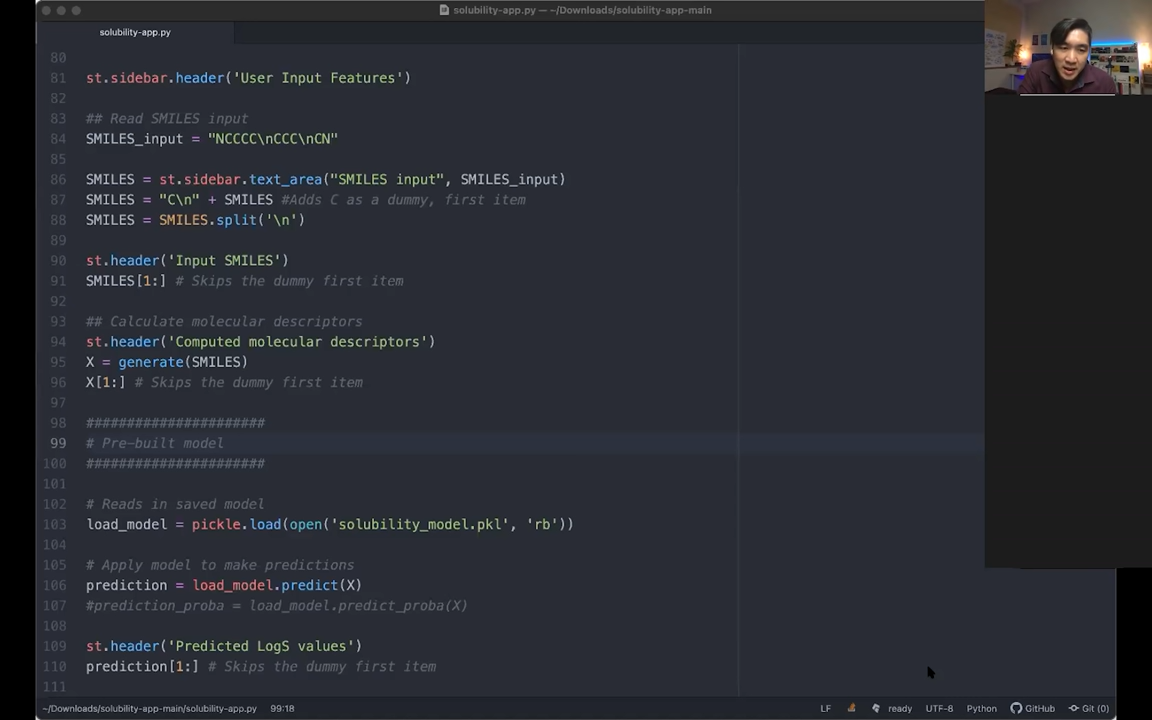 solubility-app.py — ~/Downloads/solubility-app-main
solubility-app.py
80
81 st.sidebar.header('User Input Features')
82
83 ## Read SMILES input
84 SMILES_input = "NCCCC\nCCC\nCN"
85
86 SMILES = st.sidebar.text_area("SMILES input", SMILES_input)
87 SMILES = "C\n" + SMILES #Adds C as a dummy, first item
88 SMILES = SMILES.split('\n')
89
90 st.header('Input SMILES')
91 SMILES[1:] # Skips the dummy first item
92
93 ## Calculate molecular descriptors
94 st.header('Computed molecular descriptors')
95 X = generate(SMILES)
96 X[1:] # Skips the dummy first item
97
98 ######################
99 # Pre-built model
100 ######################
101
102 # Reads in saved model
103 load_model = pickle.load(open('solubility_model.pkl', 'rb'))
104
105 # Apply model to make predictions
106 prediction = load_model.predict(X)
107 #prediction_proba = load_model.predict_proba(X)
108
109 st.header('Predicted LogS values')
110 prediction[1:] # Skips the dummy first item
111
~/Downloads/solubility-app-main/solubility-app.py 99:18 LF ready UTF-8 Python GitHub Git (0)